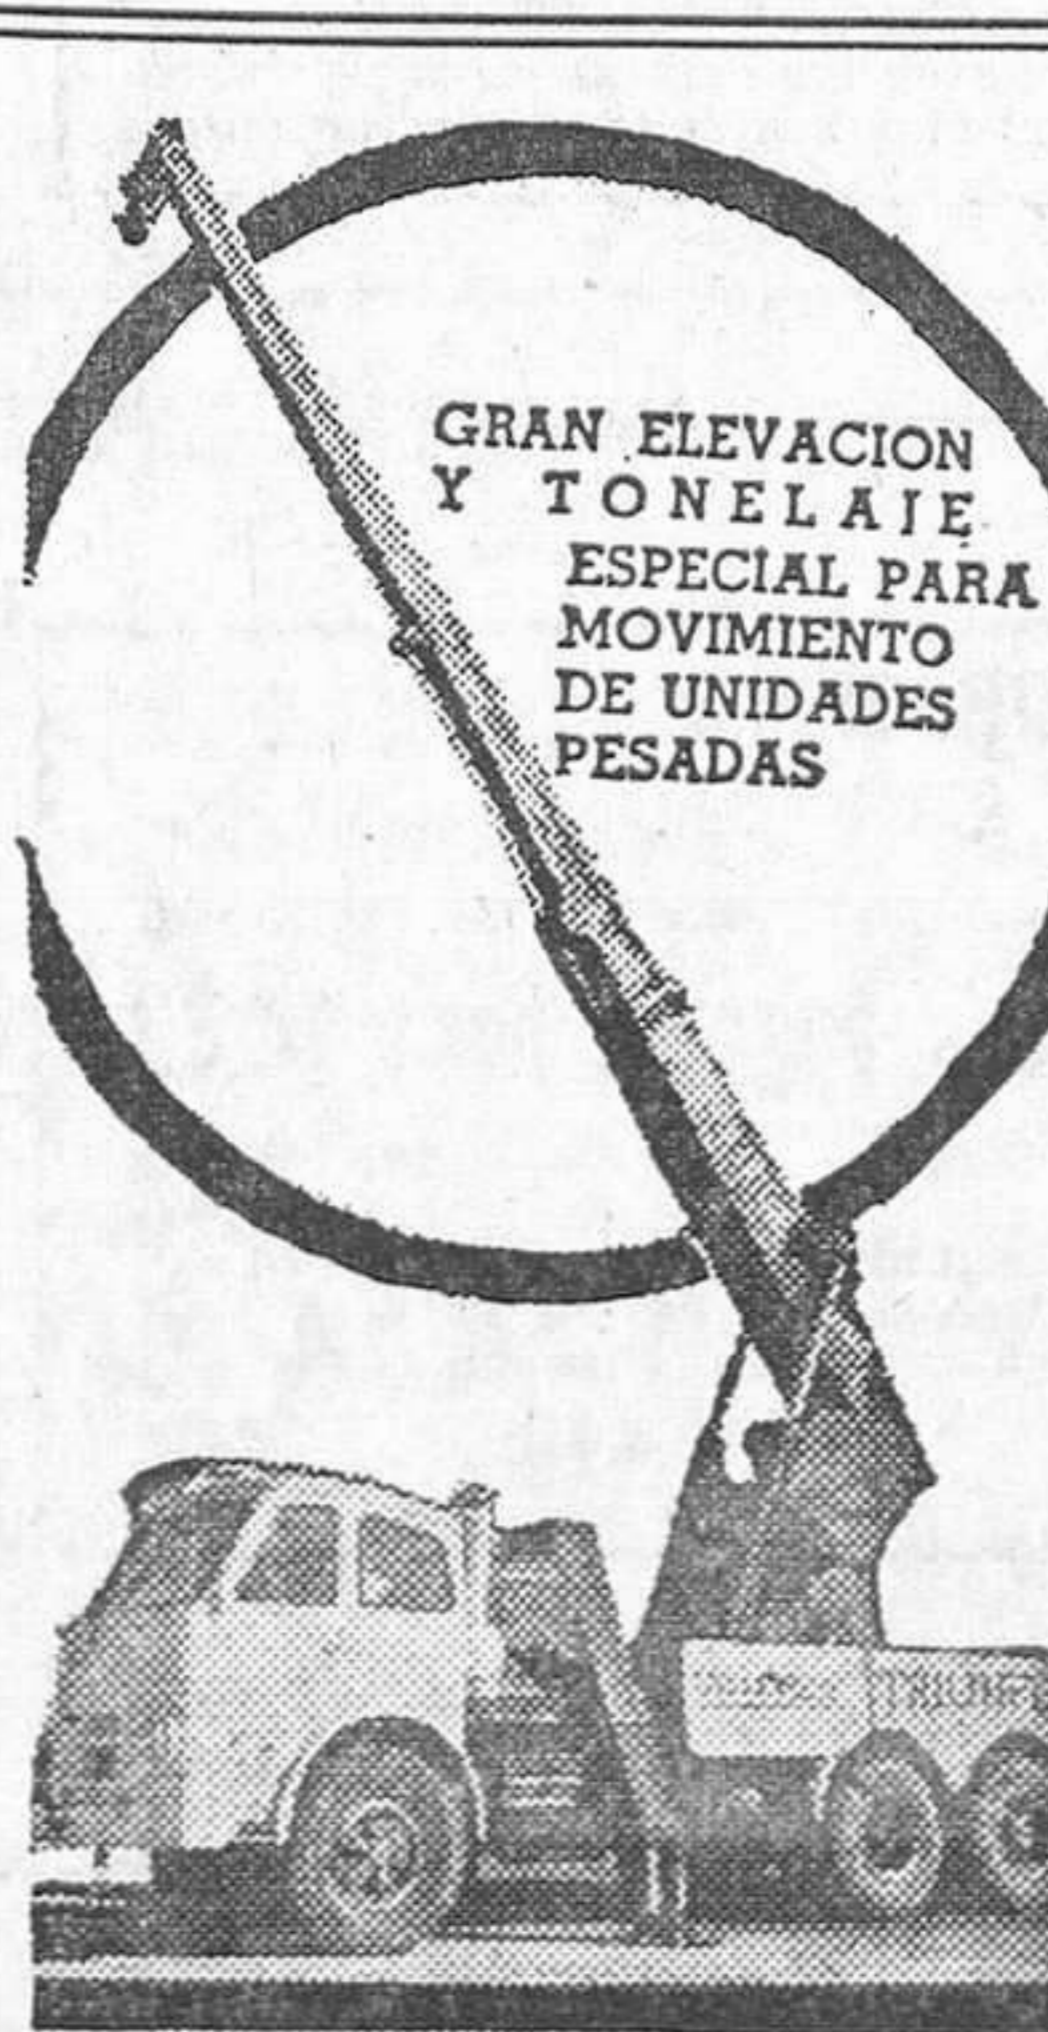 GRAN ELEVACION
Y TONELAJE
ESPECIAL PARA
MOVIMIENTO
DE UNIDADES
PESADAS